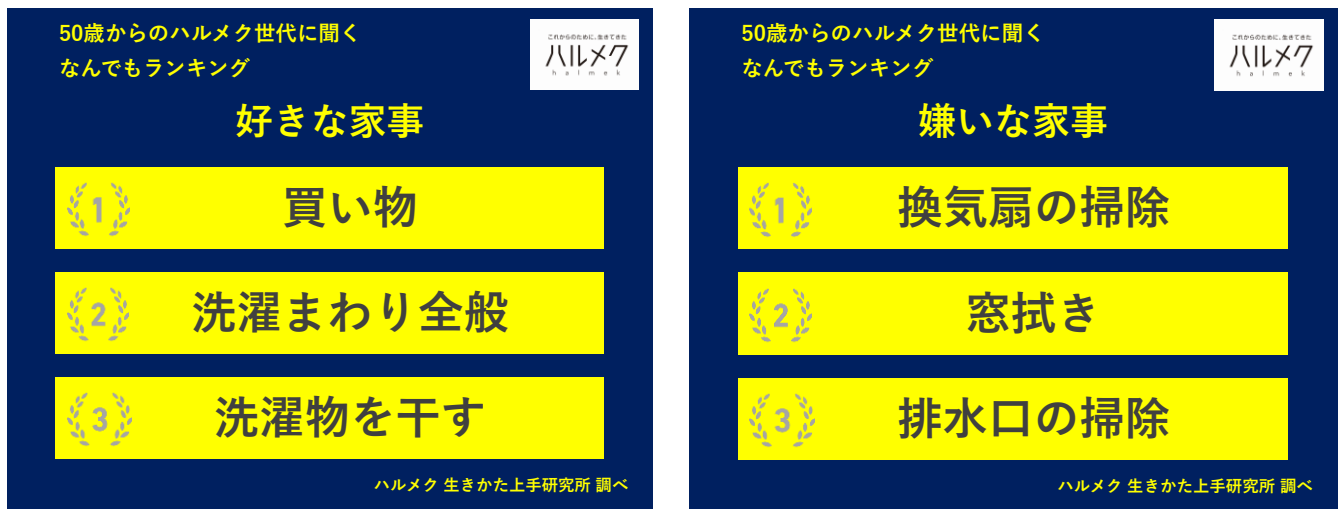 50歳からのハルメク世代に聞く
なんでもランキング
これからのために、生きてきた
ハルメク
halmek
好きな家事
1 買い物
2 洗濯まわり全般
3 洗濯物を干す
ハルメク 生きかた上手研究所 調べ
50歳からのハルメク世代に聞く
なんでもランキング
これからのために、生きてきた
ハルメク
halmek
嫌いな家事
1 換気扇の掃除
2 窓拭き
3 排水口の掃除
ハルメク 生きかた上手研究所 調べ